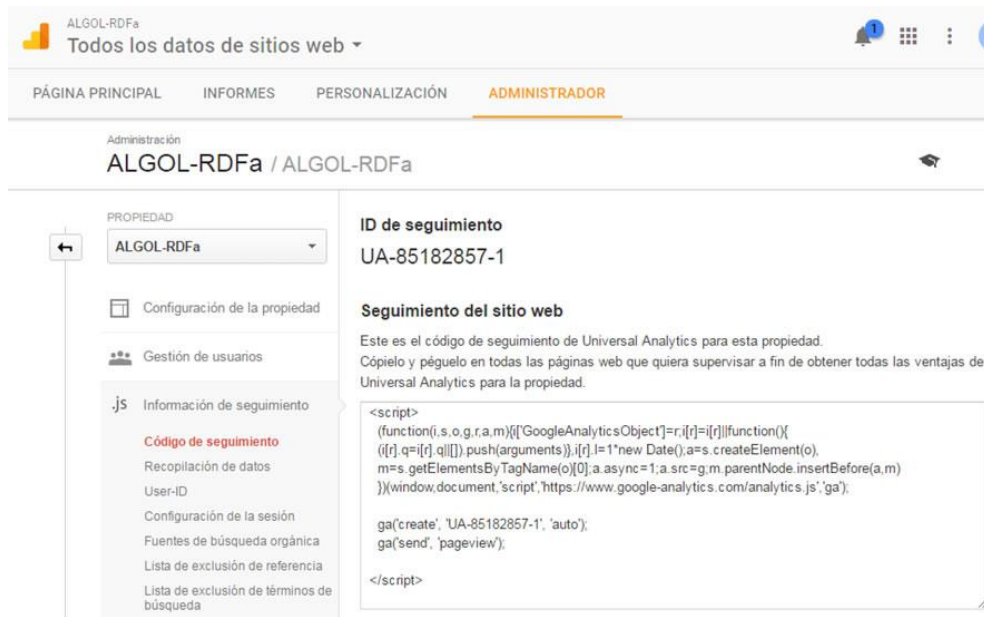 ALGOL-RDFa
Todos los datos de sitios web
1
PÁGINA PRINCIPAL INFORMES PERSONALIZACIÓN ADMINISTRADOR
Administración
ALGOL-RDFa / ALGOL-RDFa
PROPIEDAD
ALGOL-RDFa
Configuración de la propiedad
Gestión de usuarios
.js Información de seguimiento
Código de seguimiento
Recopilación de datos
User-ID
Configuración de la sesión
Fuentes de búsqueda orgánica
Lista de exclusión de referencia
Lista de exclusión de términos de
búsqueda
ID de seguimiento
UA-85182857-1
Seguimiento del sitio web
Este es el código de seguimiento de Universal Analytics para esta propiedad.
Cópielo y péguelo en todas las páginas web que quiera supervisar a fin de obtener todas las ventajas de
Universal Analytics para la propiedad.
<script>
(function(i,s,o,g,r,a,m){i['GoogleAnalyticsObject']=r;i[r]=i[r]||function(){
(i[r].q=i[r].q||[]).push(arguments)},i[r].l=1*new Date();a=s.createElement(o),
m=s.getElementsByTagName(o)[0];a.async=1;a.src=g;m.parentNode.insertBefore(a,m)
})(window,document,'script','https://www.google-analytics.com/analytics.js','ga');
ga('create', 'UA-85182857-1', 'auto');
ga('send', 'pageview');
</script>